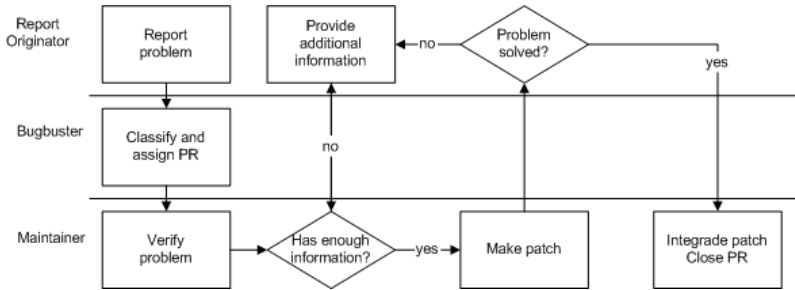 Report
Originator
Report
problem
Provide
additional
information
no
Problem
solved?
yes
Bugbuster
Classify and
assign PR
no
Maintainer
Verify
problem
Has enough
information?
yes
Make patch
Integrade patch
Close PR